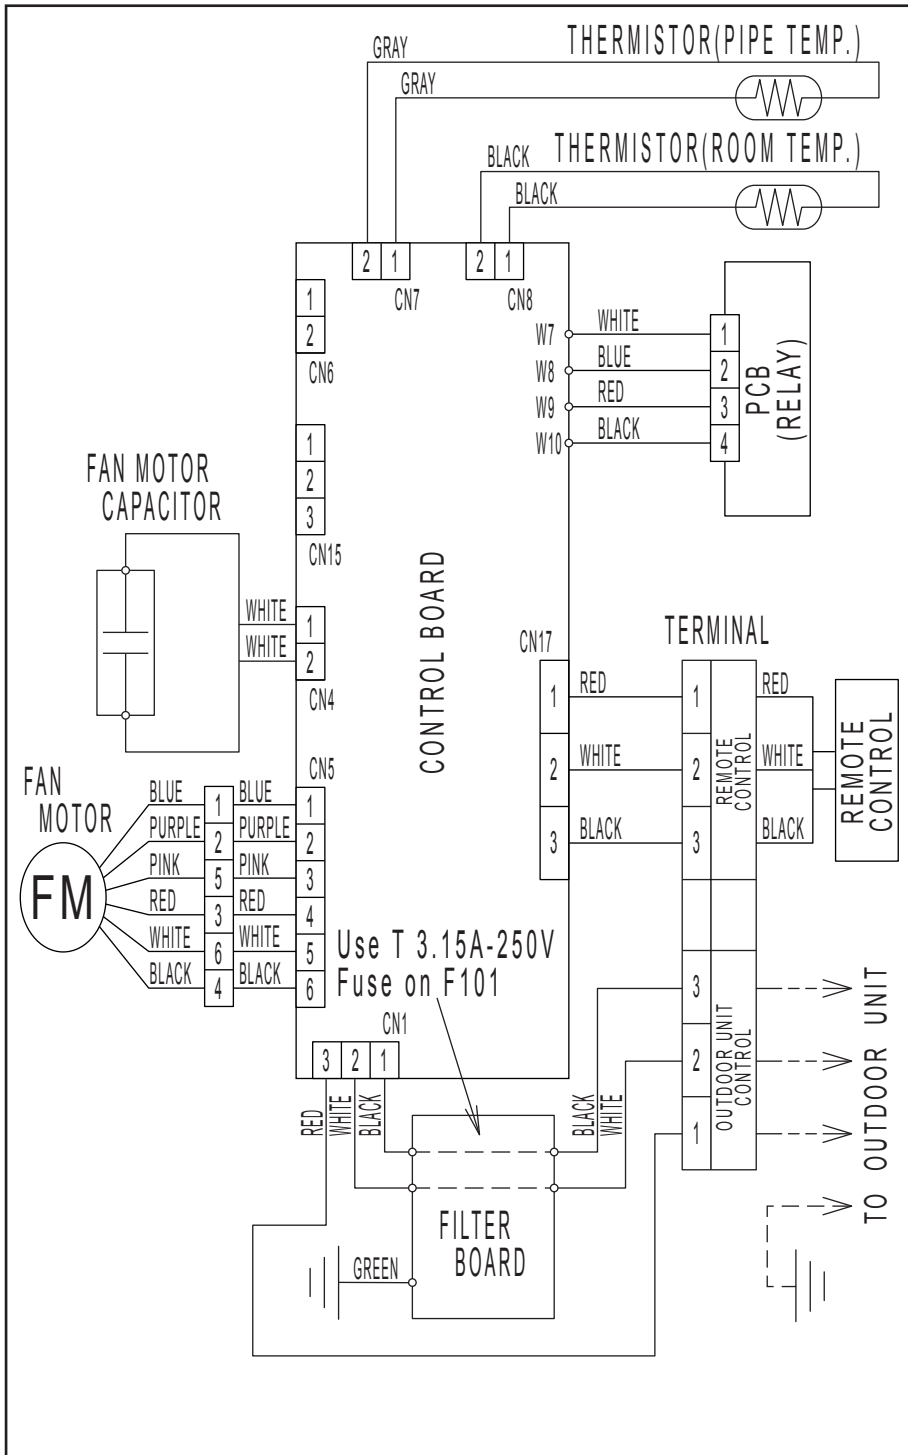 GRAY
THERMISTOR(PIPE TEMP.)
GRAY
BLACK
THERMISTOR(ROOM TEMP.)
BLACK
2 1
CN7
2 1
CN8
1
2
CN6
W7
WHITE
1
W8
BLUE
2
W9
RED
3
W10
BLACK
4
PCB
(RELAY)
1
2
3
CN15
FAN MOTOR
CAPACITOR
WHITE
1
WHITE
2
CN4
CONTROL BOARD
CN17
1
RED
2
WHITE
3
BLACK
TERMINAL
1
2
3
REMOTE
CONTROL
RED
WHITE
BLACK
REMOTE
CONTROL
FAN
MOTOR
FM
CN5
BLUE 1 BLUE 1
PURPLE 2 PURPLE 2
PINK 5 PINK 3
RED 3 RED 4
WHITE 6 WHITE 5
BLACK 4 BLACK 6
Use T 3.15A-250V
Fuse on F101
CN1
3 2 1
RED
WHITE
BLACK
BLACK
WHITE
3
2
1
OUTDOOR UNIT
CONTROL
TO OUTDOOR UNIT
FILTER
BOARD
GREEN